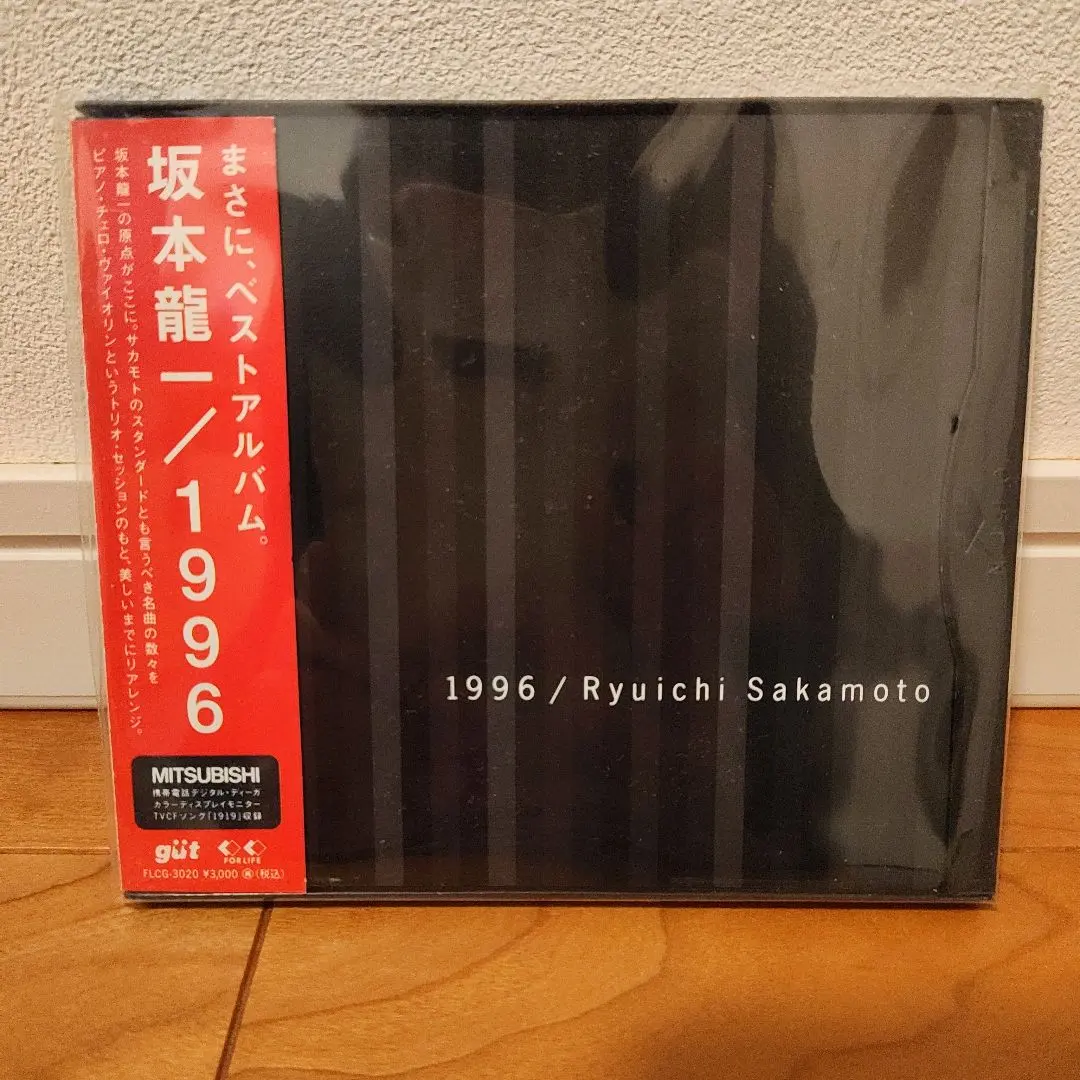 まさに、ベストアルバム。
坂本龍一/1996
坂本龍一の原点がここに。サカモトのスタンダードとも言うべき名曲の数々を
ピアノ・チェロ・ヴァイオリンというトリオ・セッションのもと、美しいまでにリアレンジ。
MITSUBISHI
携帯電話デジタル・ディーガ
カラーディスプレイモニター
TVCFソング「1919」収録
güt
FOR LIFE
FLCG-3020 ¥3,000 (税込)
1996/Ryuichi Sakamoto